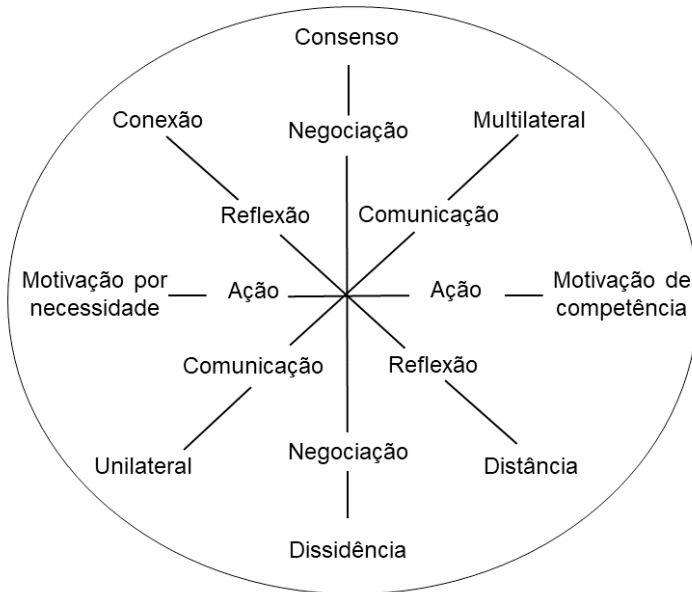 Consenso
Conexão
Negociação
Multilateral
Reflexão
Comunicação
Motivação por
necessidade
Ação
Ação
Motivação de
competência
Comunicação
Reflexão
Unilateral
Negociação
Distância
Dissidência